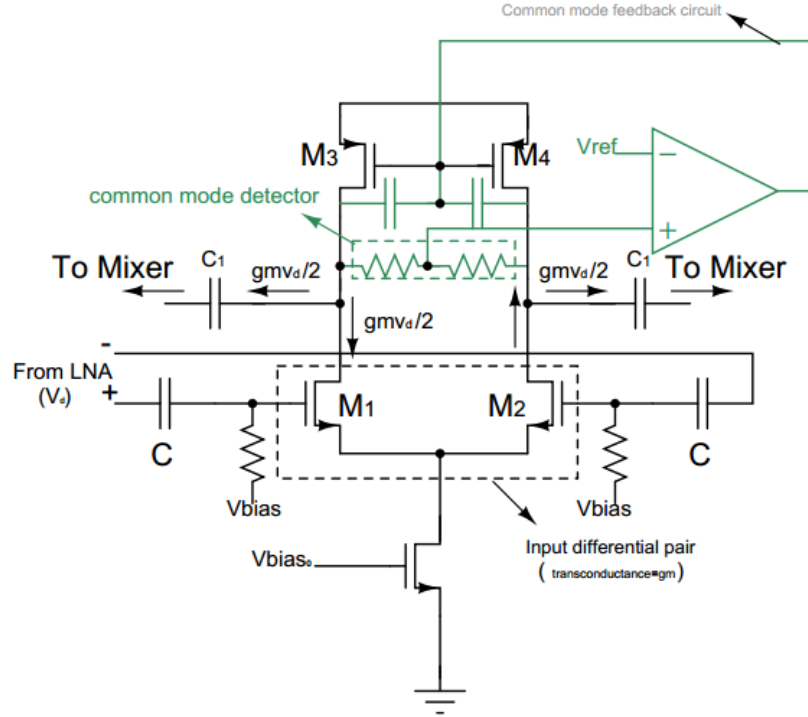 Common mode feedback circuit
M3
M4
Vref
−
+
common mode detector
To Mixer
C1
gmvd/2
gmvd/2
C1
To Mixer
gmvd/2
-
From LNA
(Vd)
+
M1
M2
C
C
Vbias
Vbias
Vbias0
Input differential pair
( transconductance=gm)